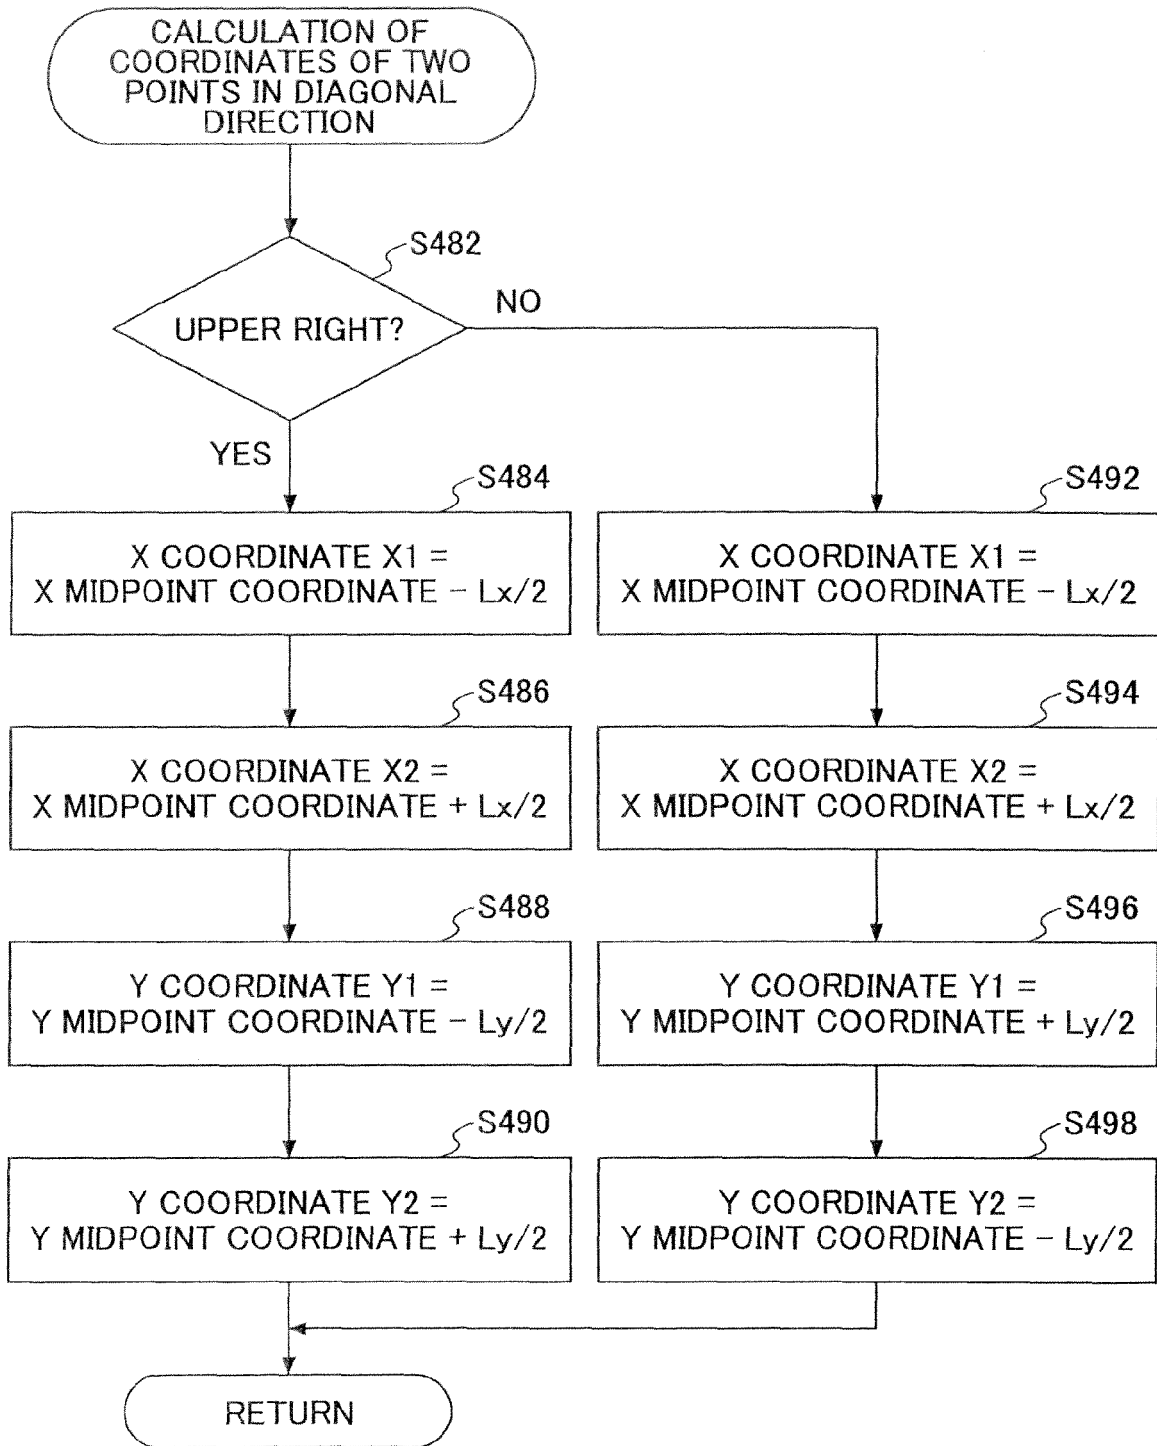 CALCULATION OF
COORDINATES OF TWO
POINTS IN DIAGONAL
DIRECTION
S482
UPPER RIGHT?
NO
YES
S484
X COORDINATE X1 =
X MIDPOINT COORDINATE - Lx/2
S486
X COORDINATE X2 =
X MIDPOINT COORDINATE + Lx/2
S488
Y COORDINATE Y1 =
Y MIDPOINT COORDINATE - Ly/2
S490
Y COORDINATE Y2 =
Y MIDPOINT COORDINATE + Ly/2
S492
X COORDINATE X1 =
X MIDPOINT COORDINATE - Lx/2
S494
X COORDINATE X2 =
X MIDPOINT COORDINATE + Lx/2
S496
Y COORDINATE Y1 =
Y MIDPOINT COORDINATE + Ly/2
S498
Y COORDINATE Y2 =
Y MIDPOINT COORDINATE - Ly/2
RETURN